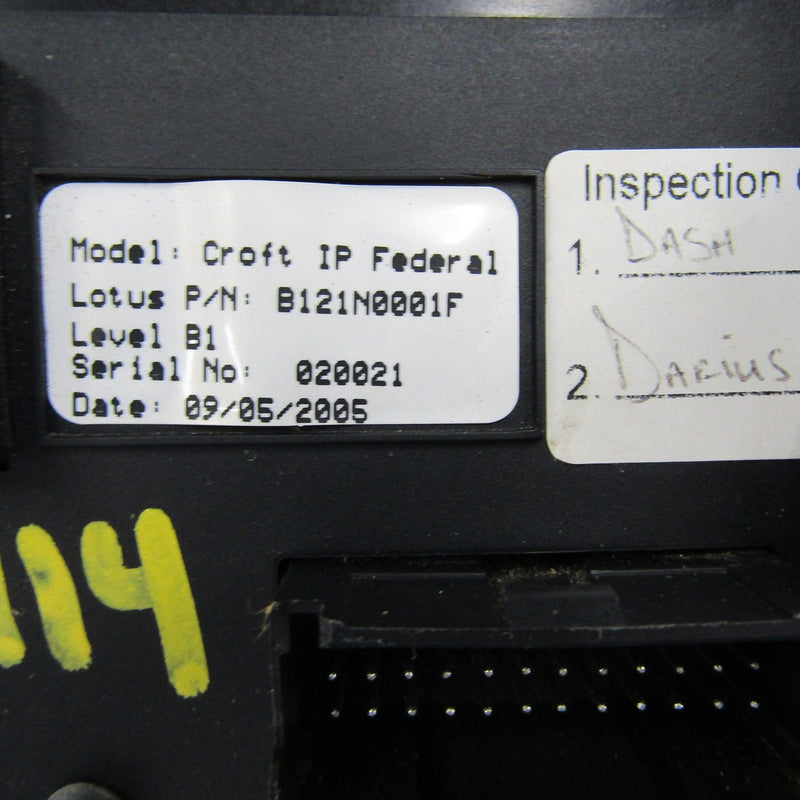 Model: Croft IP Federal
Lotus P/N: B121N0001F
Level B1
Serial No: 020021
Date: 09/05/2005
Inspection
1. DASH
2. DARIUS
114